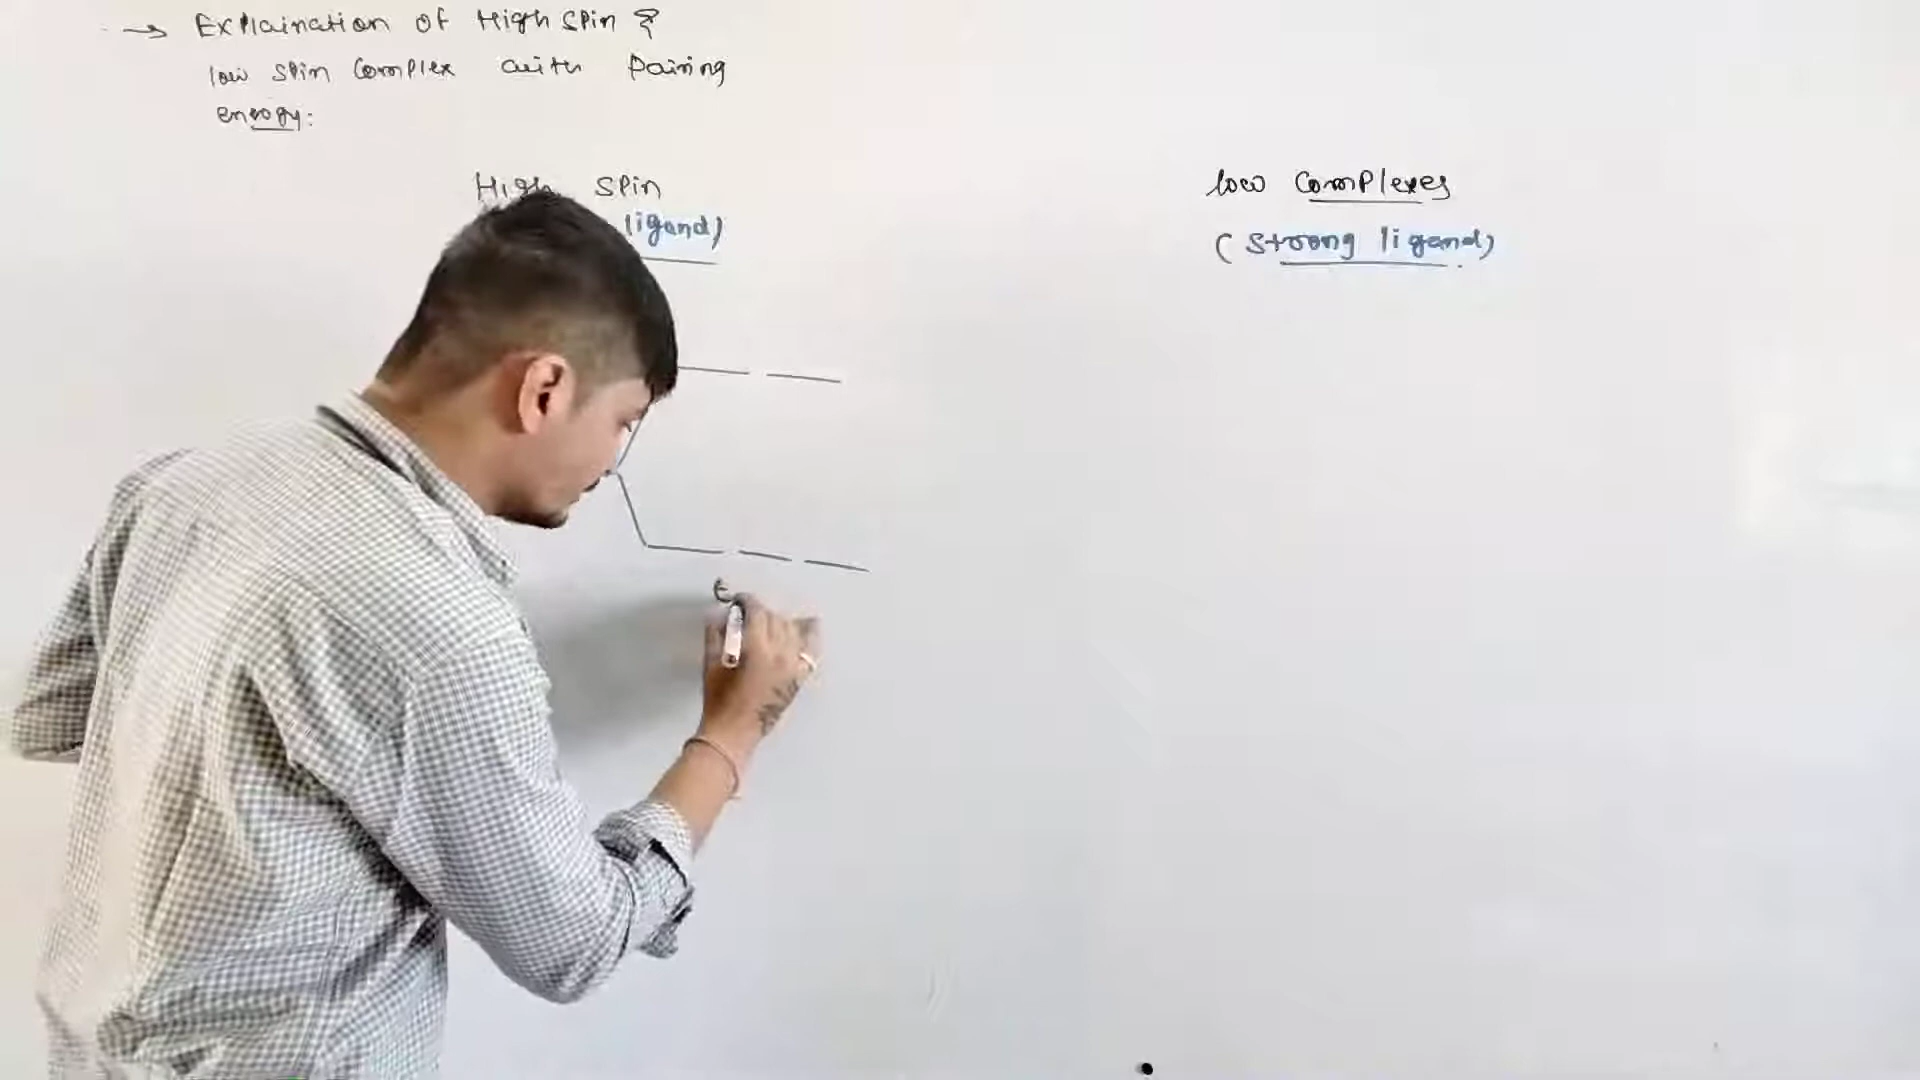 → Explaination of High spin &
low spin complex with pairing
energy:
High spin
ligand)
low complexes
(strong ligand)
t